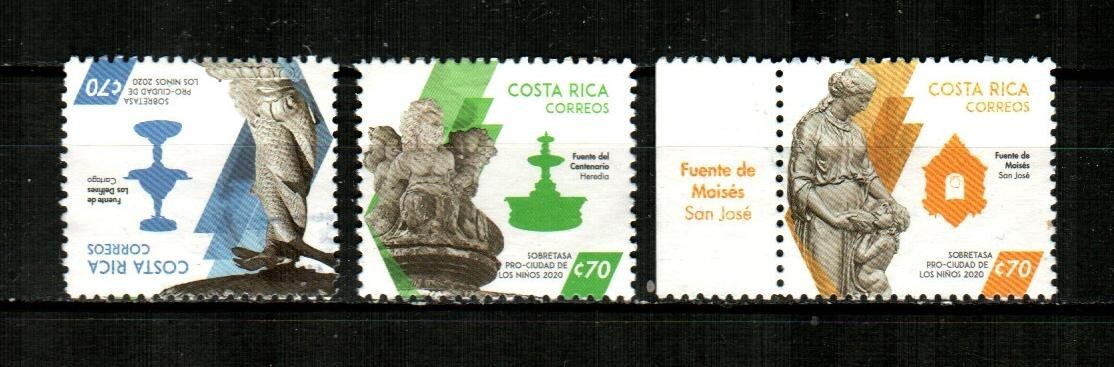 COSTA RICA
CORREOS
Fuente de
Los Delfines
Cartago
SOBRETASA
PRO-CIUDAD DE
LOS NIÑOS 2020
¢70
COSTA RICA
CORREOS
Fuente del
Centenario
Heredia
SOBRETASA
PRO-CIUDAD DE
LOS NIÑOS 2020
¢70
Fuente de
Moisés
San José
COSTA RICA
CORREOS
Fuente de
Moisés
San José
SOBRETASA
PRO-CIUDAD DE
LOS NIÑOS 2020
¢70